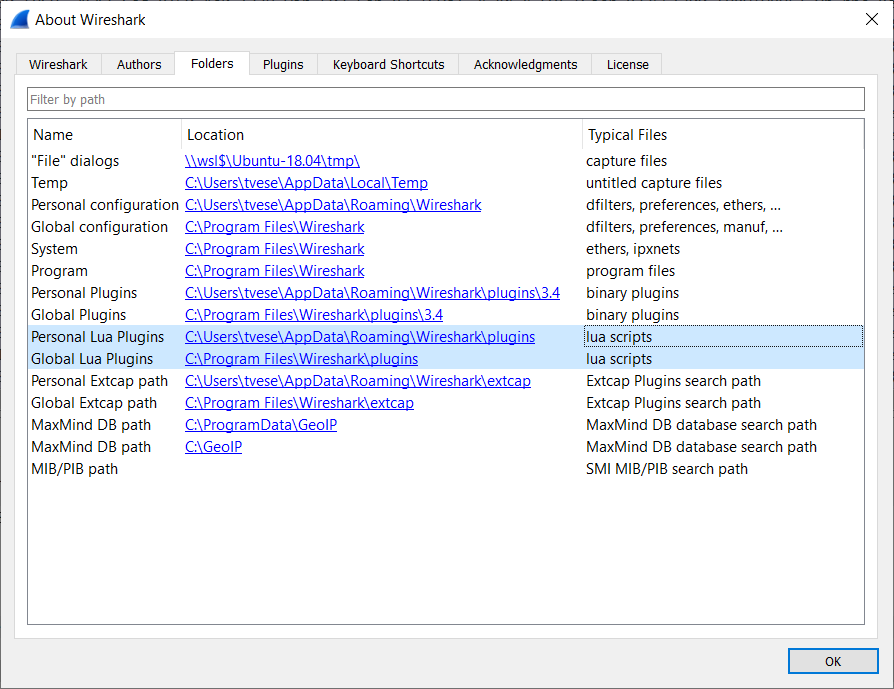 About Wireshark
Wireshark Authors Folders Plugins Keyboard Shortcuts Acknowledgments License
Filter by path
Name Location Typical Files
"File" dialogs \\wsl$\Ubuntu-18.04\tmp\ capture files
Temp C:\Users\tvese\AppData\Local\Temp untitled capture files
Personal configuration C:\Users\tvese\AppData\Roaming\Wireshark dfilters, preferences, ethers, ...
Global configuration C:\Program Files\Wireshark dfilters, preferences, manuf, ...
System C:\Program Files\Wireshark ethers, ipxnets
Program C:\Program Files\Wireshark program files
Personal Plugins C:\Users\tvese\AppData\Roaming\Wireshark\plugins\3.4 binary plugins
Global Plugins C:\Program Files\Wireshark\plugins\3.4 binary plugins
Personal Lua Plugins C:\Users\tvese\AppData\Roaming\Wireshark\plugins lua scripts
Global Lua Plugins C:\Program Files\Wireshark\plugins lua scripts
Personal Extcap path C:\Users\tvese\AppData\Roaming\Wireshark\extcap Extcap Plugins search path
Global Extcap path C:\Program Files\Wireshark\extcap Extcap Plugins search path
MaxMind DB path C:\ProgramData\GeoIP MaxMind DB database search path
MaxMind DB path C:\GeoIP MaxMind DB database search path
MIB/PIB path SMI MIB/PIB search path
OK